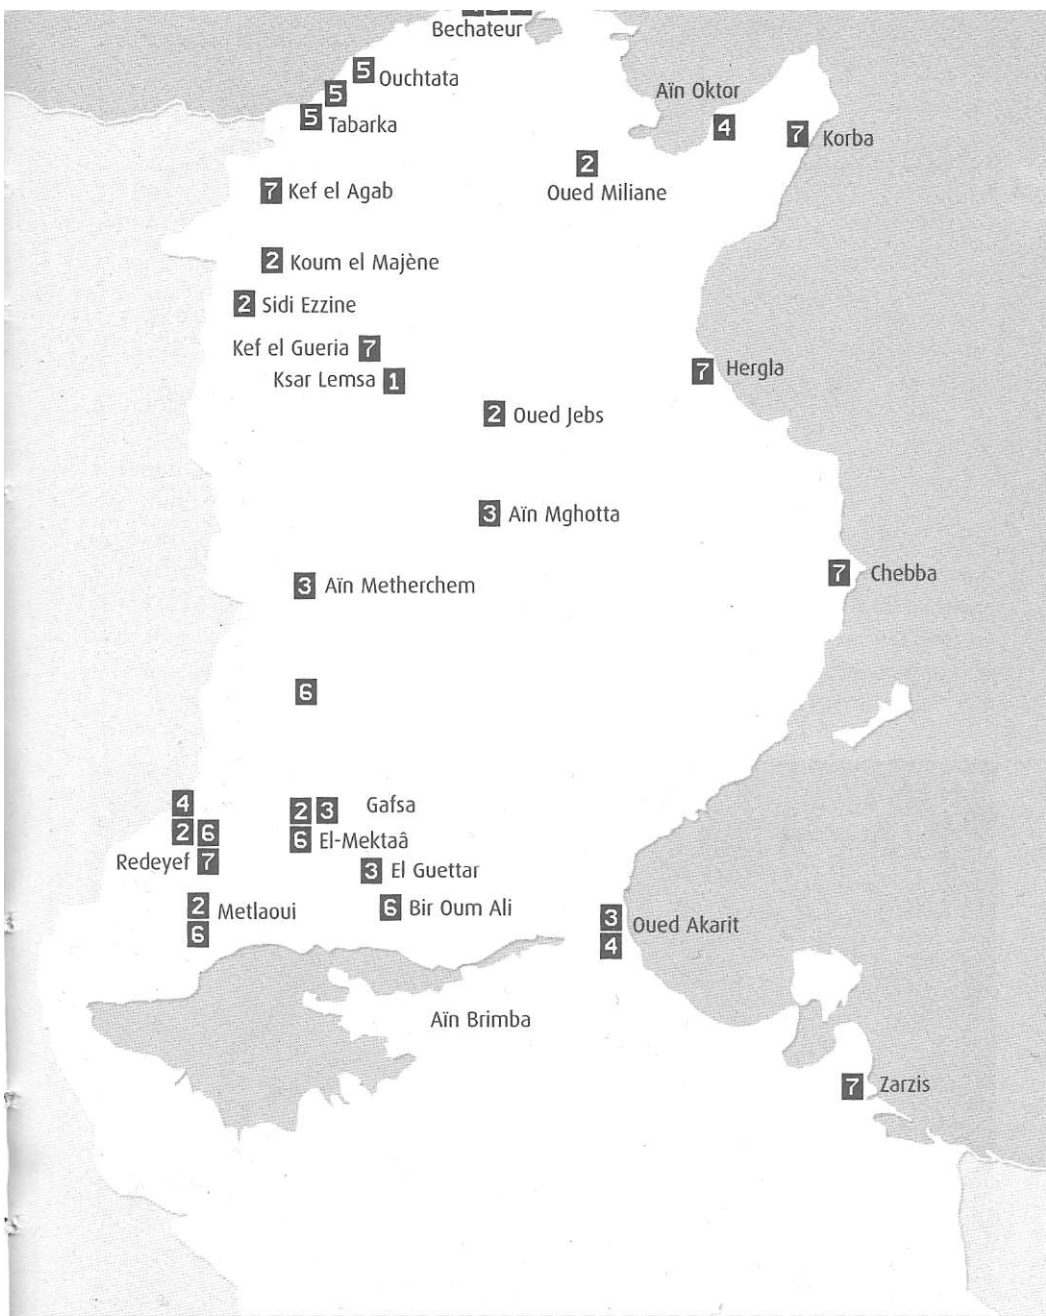 Bechateur
5 Ouchtata
5
5 Tabarka
Aïn Oktor
4
7 Korba
2
Oued Miliane
7 Kef el Agab
2 Koum el Majène
2 Sidi Ezzine
Kef el Gueria 7
Ksar Lemsa 1
7 Hergla
2 Oued Jebs
3 Aïn Mghotta
3 Aïn Metherchem
7 Chebba
6
4
2 6
Redeyef 7
2 3 Gafsa
6 El-Mektaâ
3 El Guettar
2 Metlaoui
6
6 Bir Oum Ali
3 Oued Akarit
4
Aïn Brimba
7 Zarzis